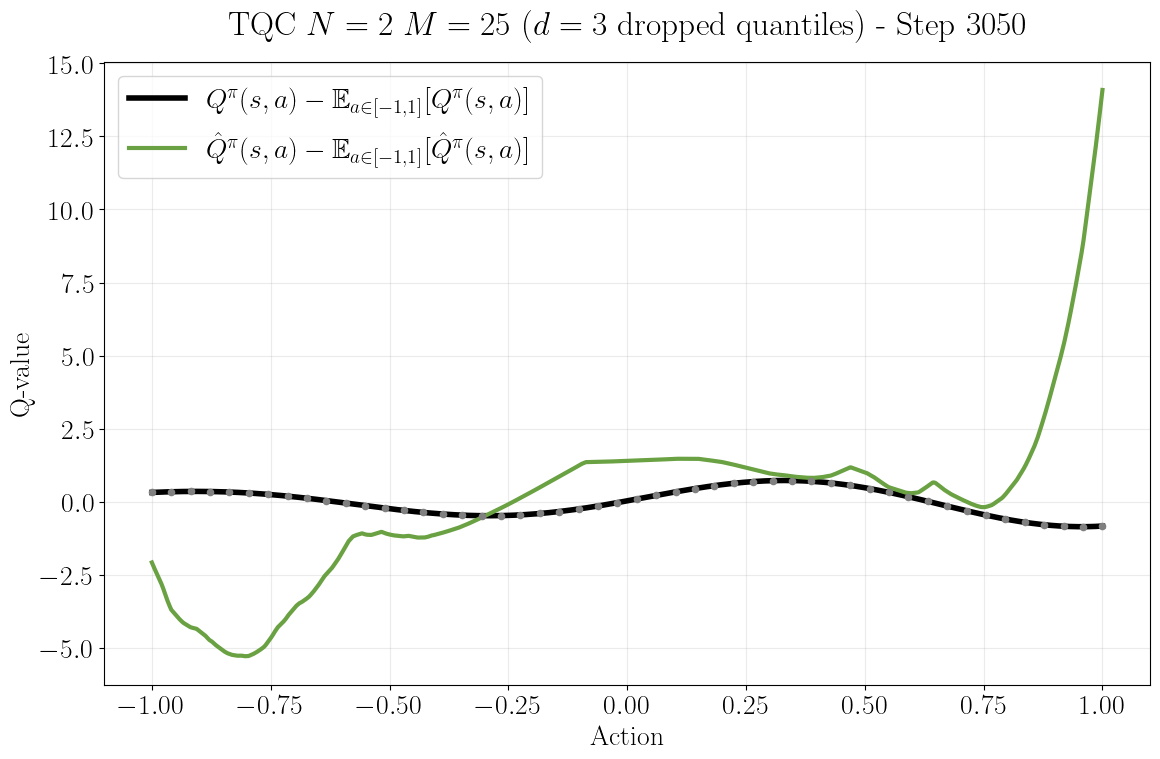 TQC N = 2 M = 25 (d = 3 dropped quantiles) - Step 3050
Q^π(s, a) − 𝔼_{a∈[−1,1]}[Q^π(s, a)]
Q̂^π(s, a) − 𝔼_{a∈[−1,1]}[Q̂^π(s, a)]
15.0
12.5
10.0
7.5
5.0
2.5
0.0
−2.5
−5.0
Q-value
−1.00 −0.75 −0.50 −0.25 0.00 0.25 0.50 0.75 1.00
Action